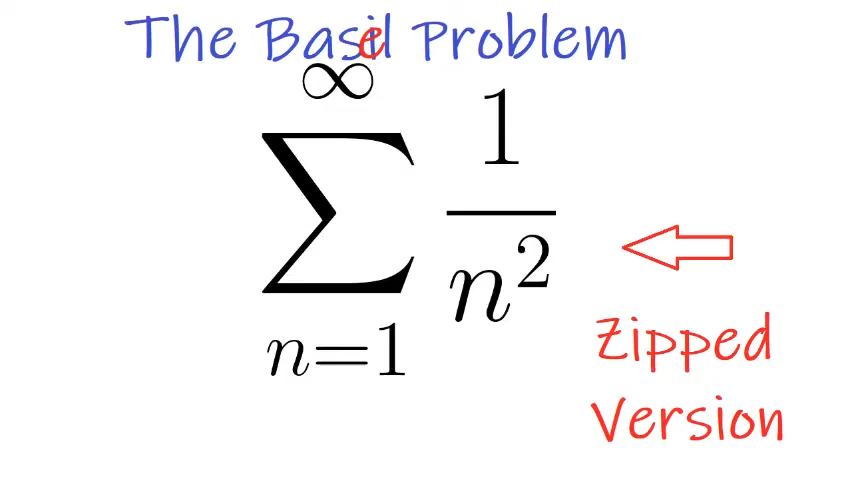 The Basel Problem
∞
∑ 1/n²
n=1
Zipped
Version